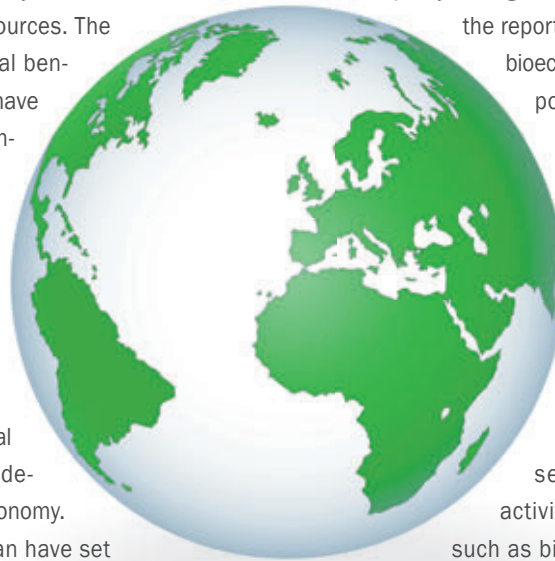 ources. The
al ben-
have
al
de-
onomy.
an have set
the report
bioec
po
se
activit
such as bi